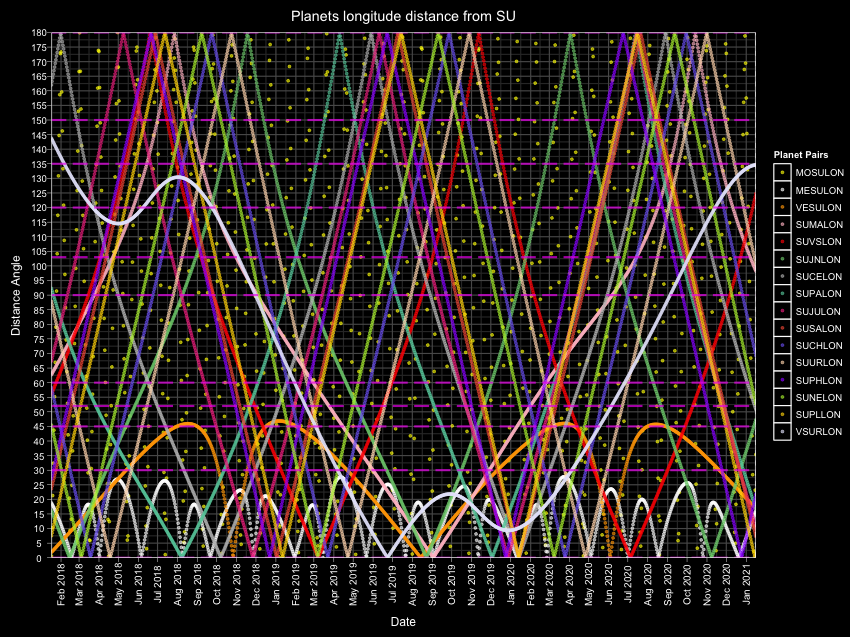 Planets longitude distance from SU
Distance Angle
180
175
170
165
160
155
150
145
140
135
130
125
120
115
110
105
100
95
90
85
80
75
70
65
60
55
50
45
40
35
30
25
20
15
10
5
0
Feb 2018
Mar 2018
Apr 2018
May 2018
Jun 2018
Jul 2018
Aug 2018
Sep 2018
Oct 2018
Nov 2018
Dec 2018
Jan 2019
Feb 2019
Mar 2019
Apr 2019
May 2019
Jun 2019
Jul 2019
Aug 2019
Sep 2019
Oct 2019
Nov 2019
Dec 2019
Jan 2020
Feb 2020
Mar 2020
Apr 2020
May 2020
Jun 2020
Jul 2020
Aug 2020
Sep 2020
Oct 2020
Nov 2020
Dec 2020
Jan 2021
Date
Planet Pairs
MOSULON
MESULON
VESULON
SUMALON
SUVSLON
SUJNLON
SUCELON
SUPALON
SUJULON
SUSALON
SUCHLON
SUURLON
SUPHLON
SUNELON
SUPLLON
VSURLON